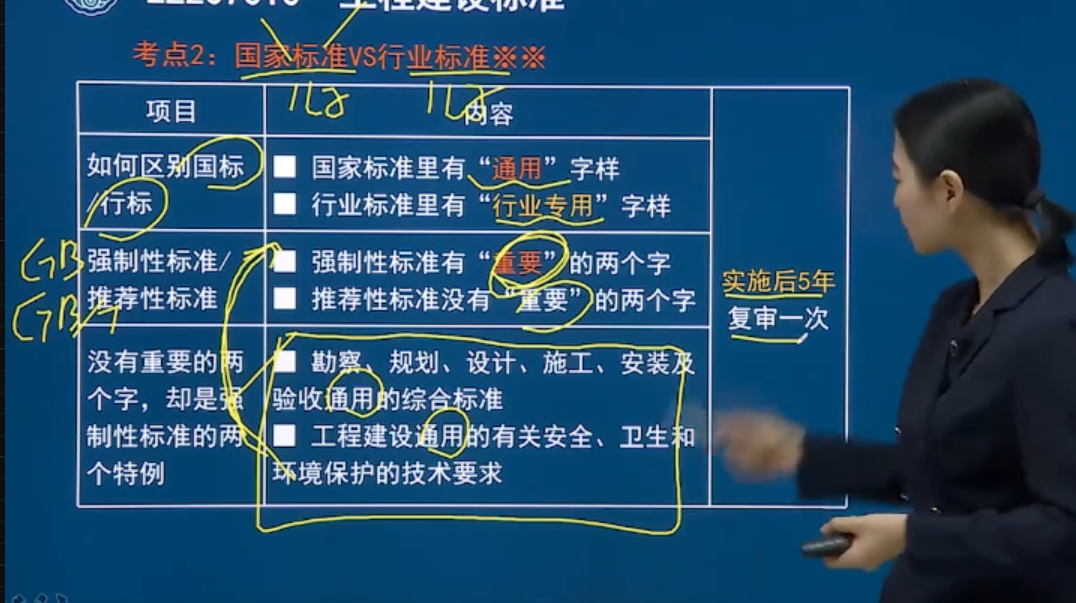 工程建设标准
考点2：国家标准VS行业标准※※
项目
内容
如何区别国标
/行标
■ 国家标准里有“通用”字样
■ 行业标准里有“行业专用”字样
GB
强制性标准/
GB/T
推荐性标准
■ 强制性标准有“重要”的两个字
■ 推荐性标准没有“重要”的两个字
没有重要的两
个字，却是强
制性标准的两
个特例
■ 勘察、规划、设计、施工、安装及
验收通用的综合标准
■ 工程建设通用的有关安全、卫生和
环境保护的技术要求
实施后5年
复审一次